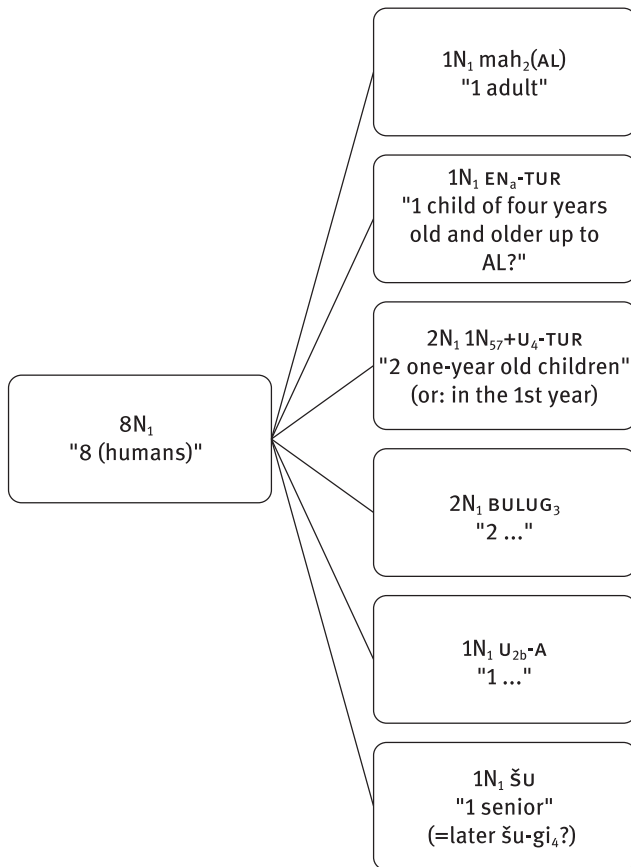 1N₁ mah₂(AL)
"1 adult"
1N₁ ENₐ-TUR
"1 child of four years
old and older up to
AL?"
2N₁ 1N₅₇+U₄-TUR
"2 one-year old children"
(or: in the 1st year)
8N₁
"8 (humans)"
2N₁ BULUG₃
"2 ..."
1N₁ U₂b-A
"1 ..."
1N₁ ŠU
"1 senior"
(=later šu-gi₄?)